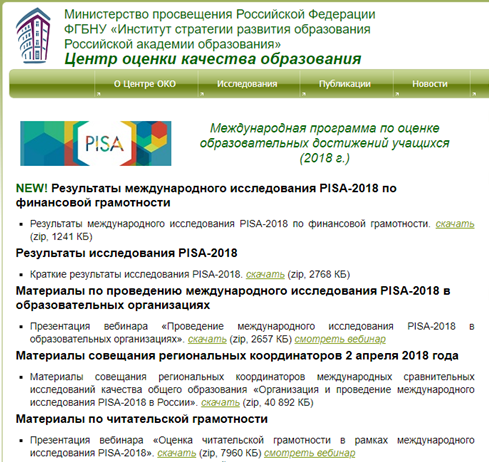 Министерство просвещения Российской Федерации
ФГБНУ «Институт стратегии развития образования
Российской академии образования»
Центр оценки качества образования
О Центре ОКО Исследования Публикации Новости
PISA
Международная программа по оценке
образовательных достижений учащихся
(2018 г.)
NEW! Результаты международного исследования PISA-2018 по
финансовой грамотности
Результаты международного исследования PISA-2018 по финансовой грамотности. скачать
(zip, 1241 КБ)
Результаты исследования PISA-2018
Краткие результаты исследования PISA-2018. скачать (zip, 2768 КБ)
Материалы по проведению международного исследования PISA-2018 в
образовательных организациях
Презентация вебинара «Проведение международного исследования PISA-2018 в
образовательных организациях». скачать (zip, 2657 КБ) смотреть вебинар
Материалы совещания региональных координаторов 2 апреля 2018 года
Материалы совещания региональных координаторов международных сравнительных
исследований качества общего образования «Организация и проведение международного
исследования PISA-2018 в России». скачать (zip, 40 892 КБ)
Материалы по читательской грамотности
Презентация вебинара «Оценка читательской грамотности в рамках международного
исследования PISA-2018». скачать (zip, 7960 КБ) смотреть вебинар